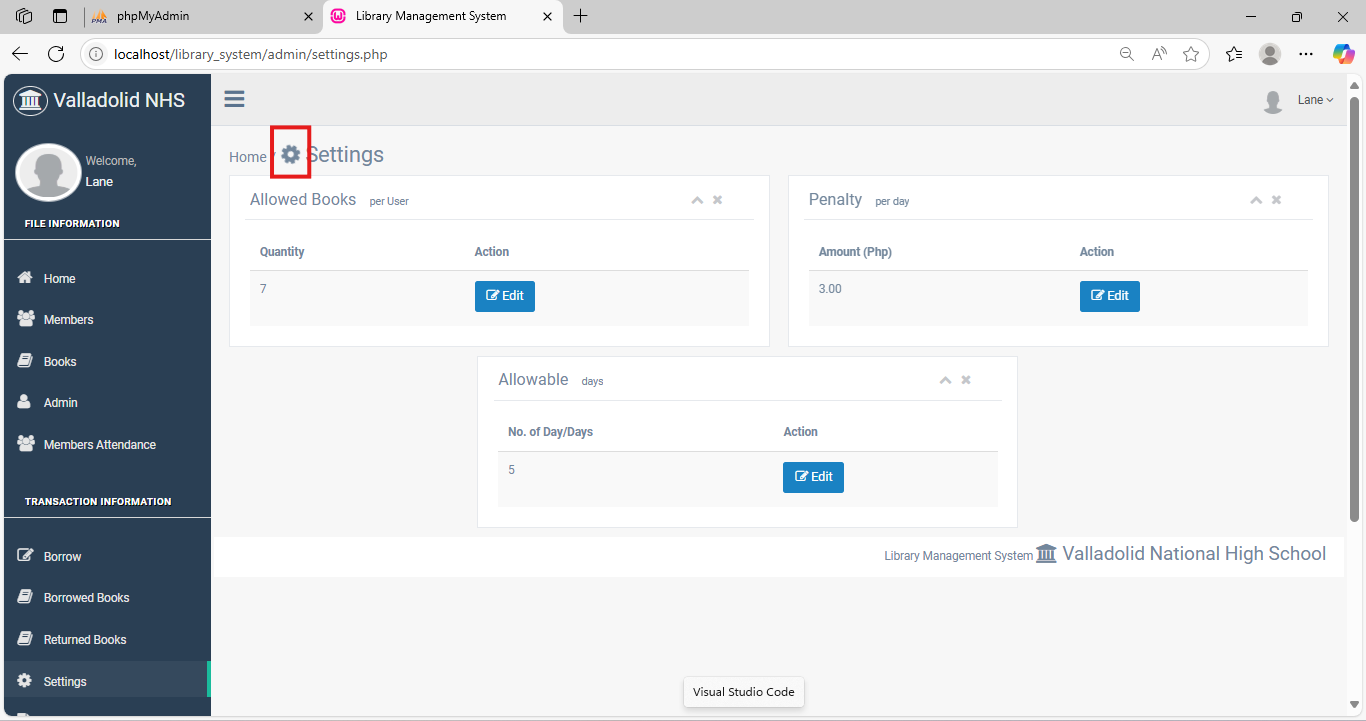 phpMyAdmin
Library Management System
localhost/library_system/admin/settings.php
Valladolid NHS
Lane
Welcome,
Lane
FILE INFORMATION
Home
Members
Books
Admin
Members Attendance
TRANSACTION INFORMATION
Borrow
Borrowed Books
Returned Books
Settings
Home / Settings
Allowed Books per User
Quantity Action
7 Edit
Penalty per day
Amount (Php) Action
3.00 Edit
Allowable days
No. of Day/Days Action
5 Edit
Library Management System Valladolid National High School
Visual Studio Code